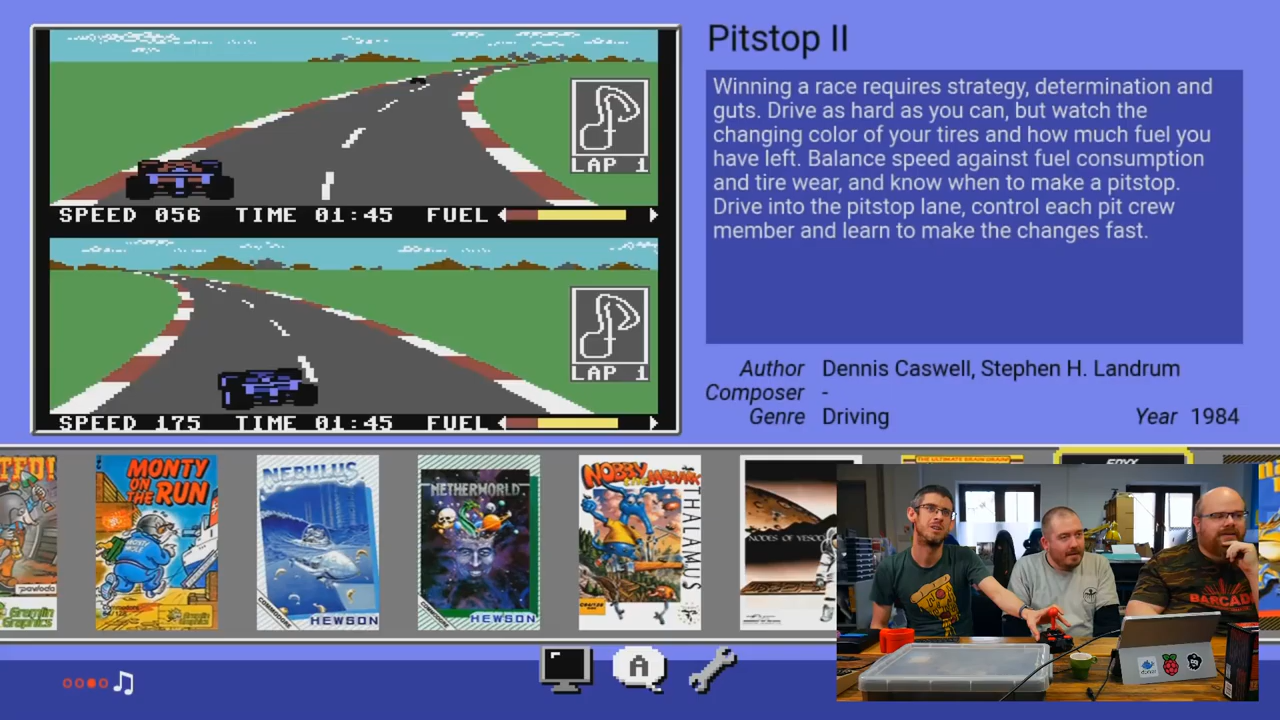 Pitstop II
Winning a race requires strategy, determination and
guts. Drive as hard as you can, but watch the
changing color of your tires and how much fuel you
have left. Balance speed against fuel consumption
and tire wear, and know when to make a pitstop.
Drive into the pitstop lane, control each pit crew
member and learn to make the changes fast.
LAP 1
SPEED 056 TIME 01:45 FUEL
LAP 1
SPEED 175 TIME 01:45 FUEL
Author Dennis Caswell, Stephen H. Landrum
Composer -
Genre Driving Year 1984
Gremlin
Graphics
MONTY
ON THE
RUN
Gremlin
NEBULUS
HEWSON
NETHERWORLD
HEWSON
THALAMUS
NODES OF YESOD
EPYX
BARCADE
A